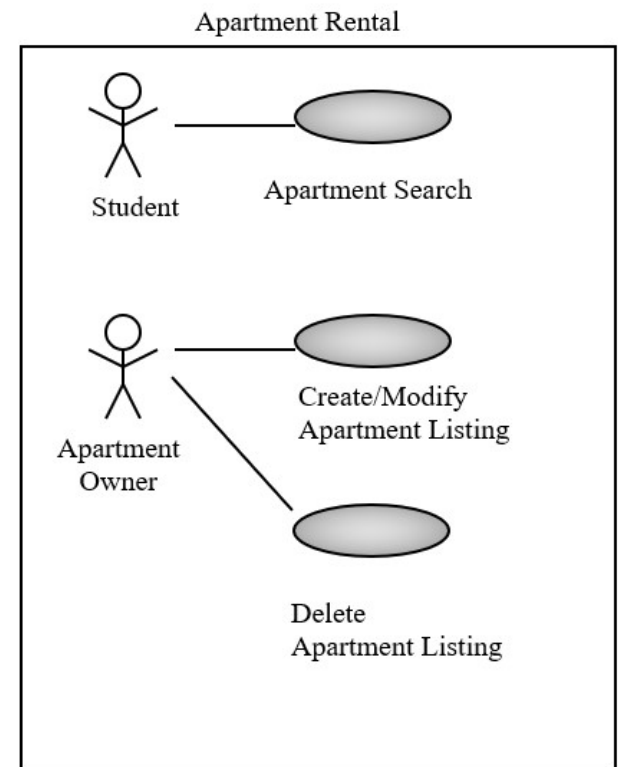 Apartment Rental
Student
Apartment Search
Create/Modify
Apartment Listing
Apartment
Owner
Delete
Apartment Listing